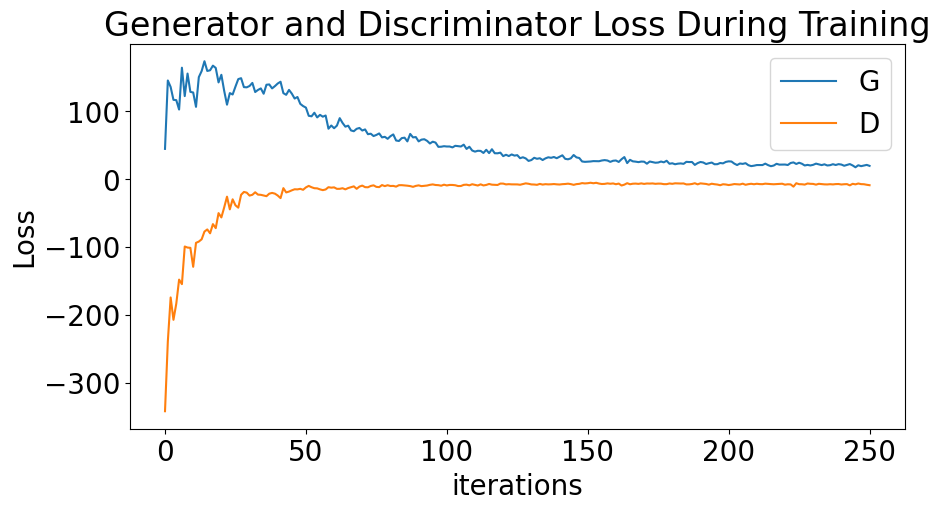 Generator and Discriminator Loss During Training
G
D
100
0
−100
−200
−300
Loss
0 50 100 150 200 250
iterations